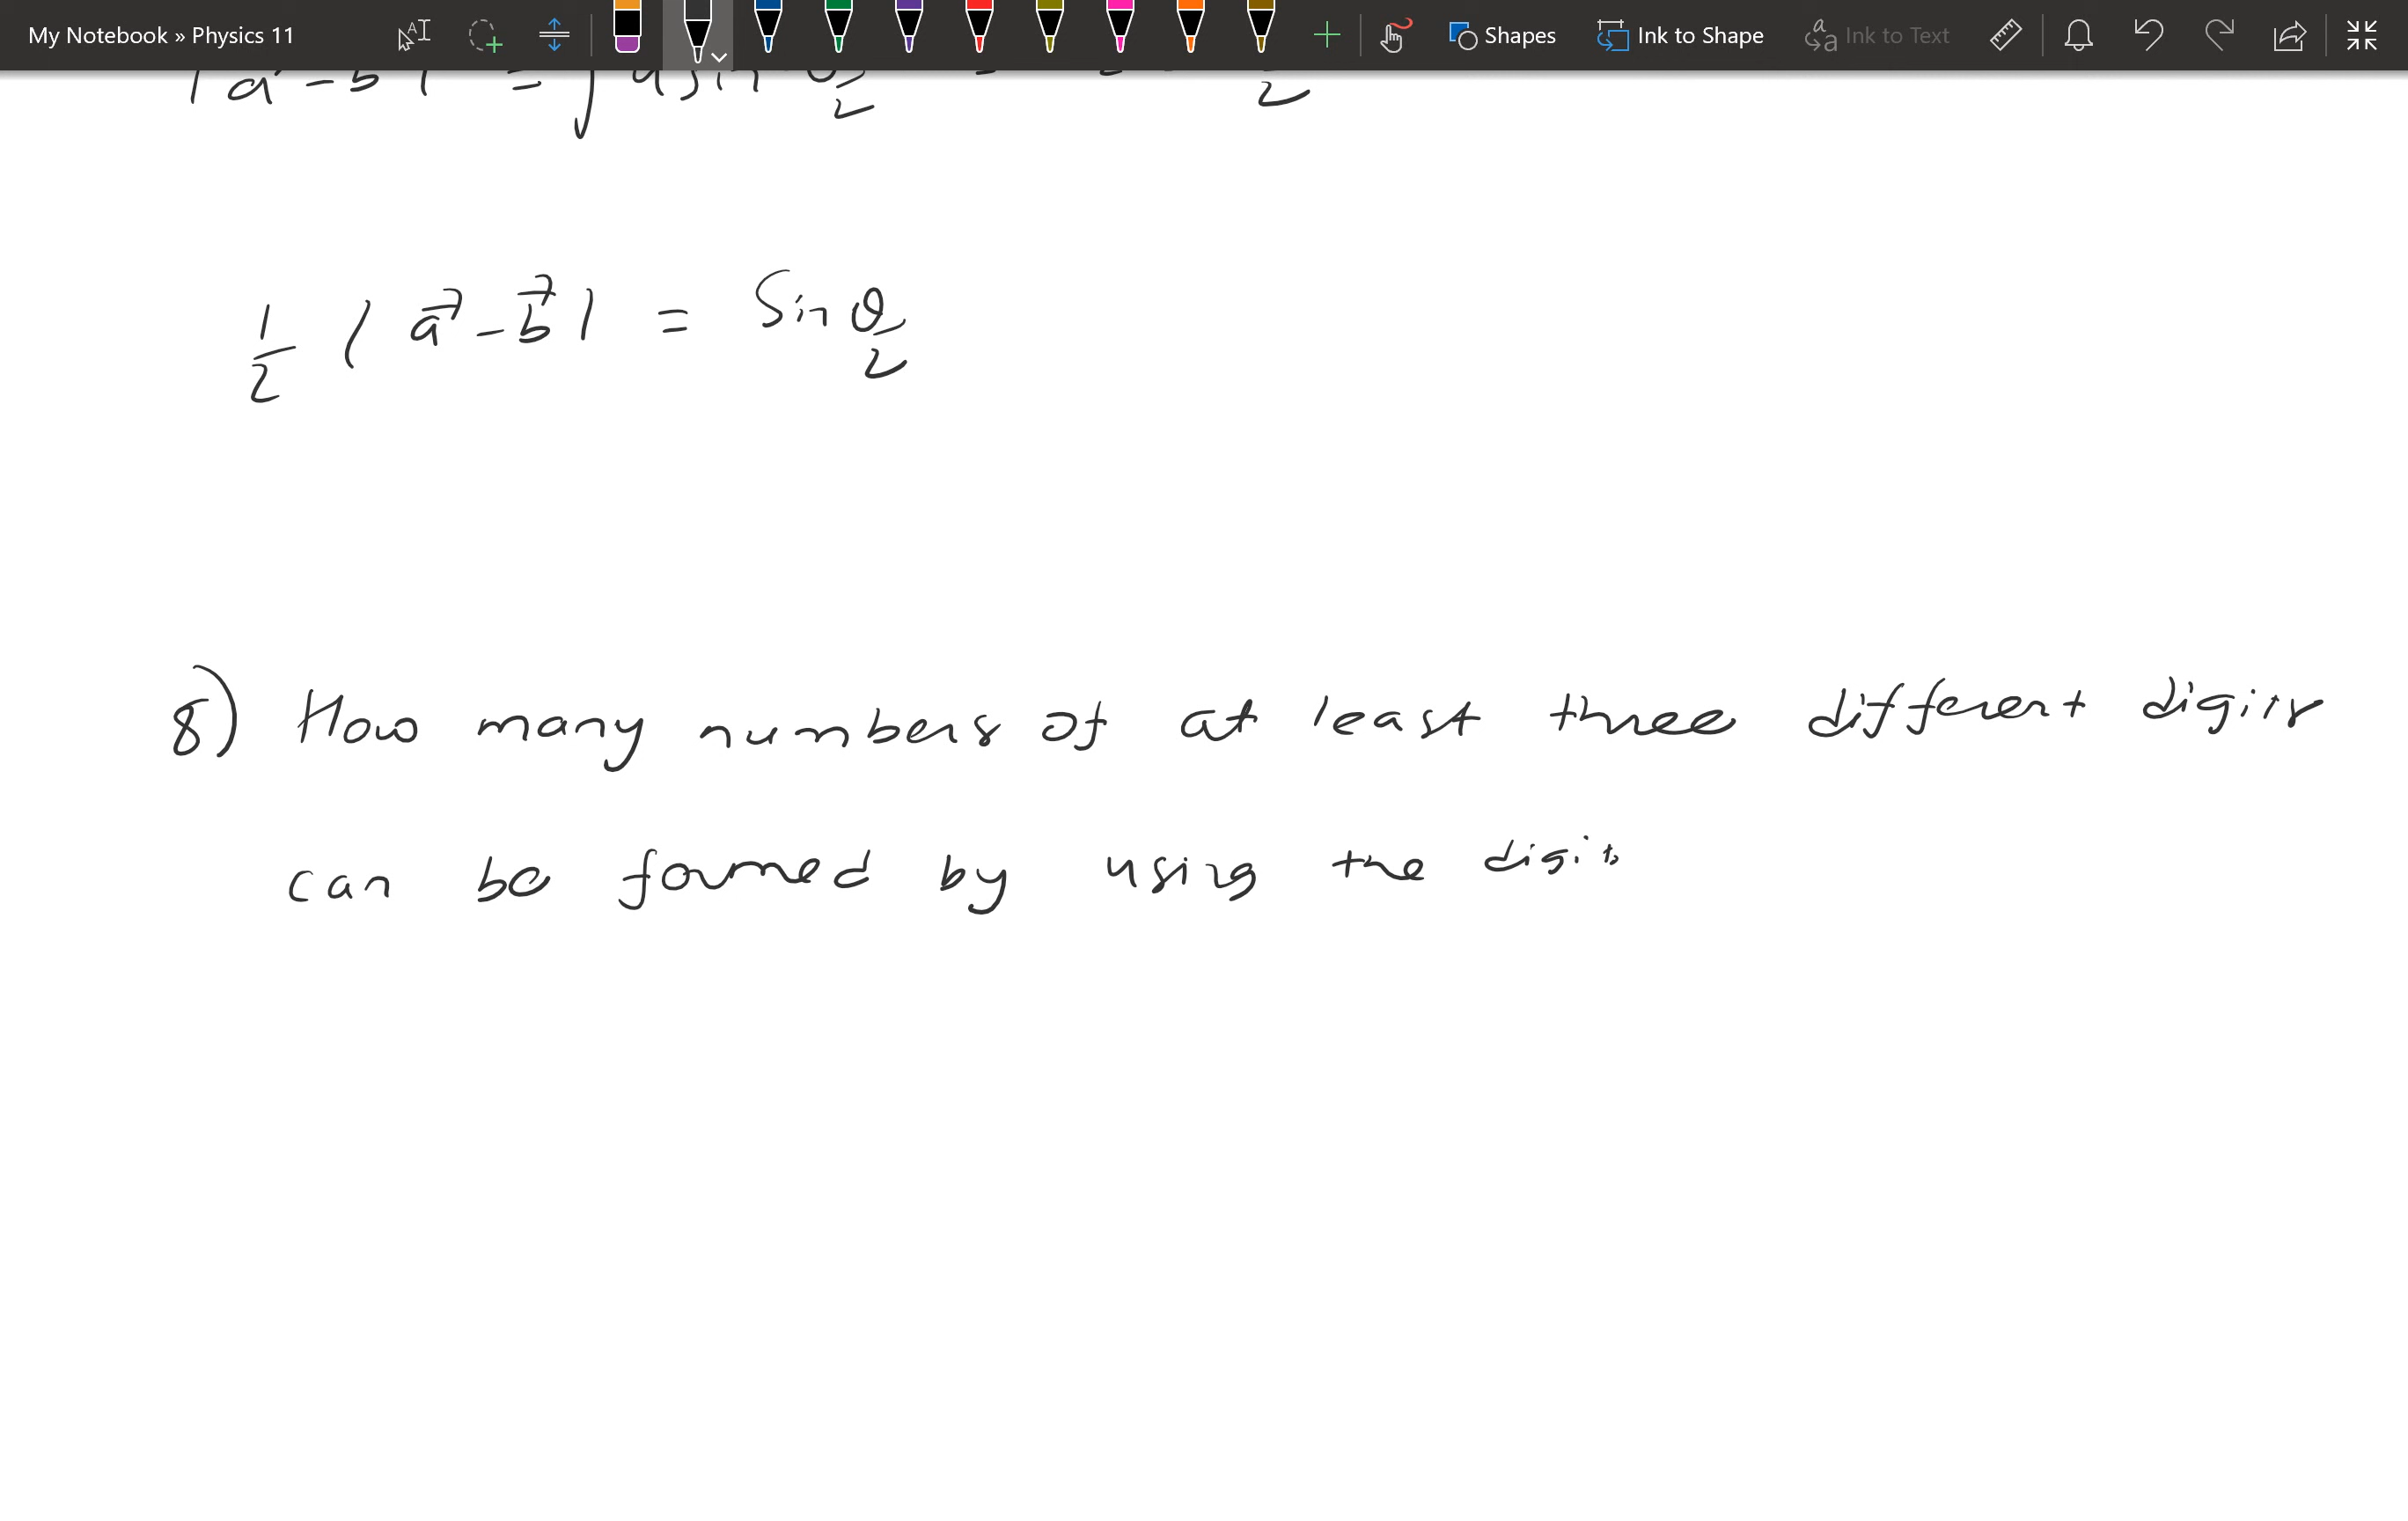 My Notebook » Physics 11 Shapes Ink to Shape Ink to Text
1/2 | a⃗ - b⃗ | = Sin θ/2
8) How many numbers of at least three different digits
can be formed by using the digits